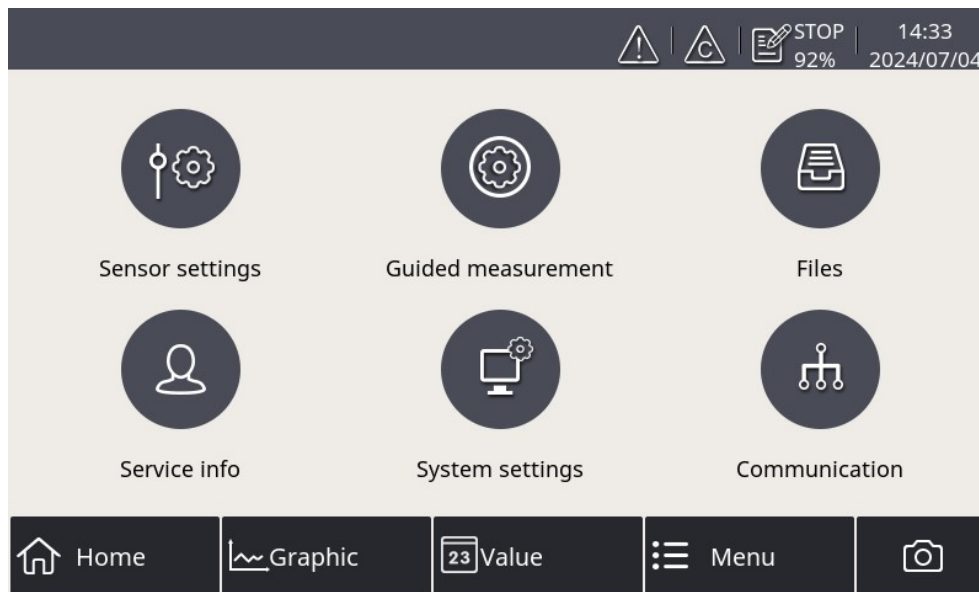 C
STOP
92%
14:33
2024/07/04
Sensor settings
Guided measurement
Files
Service info
System settings
Communication
Home
Graphic
23 Value
Menu